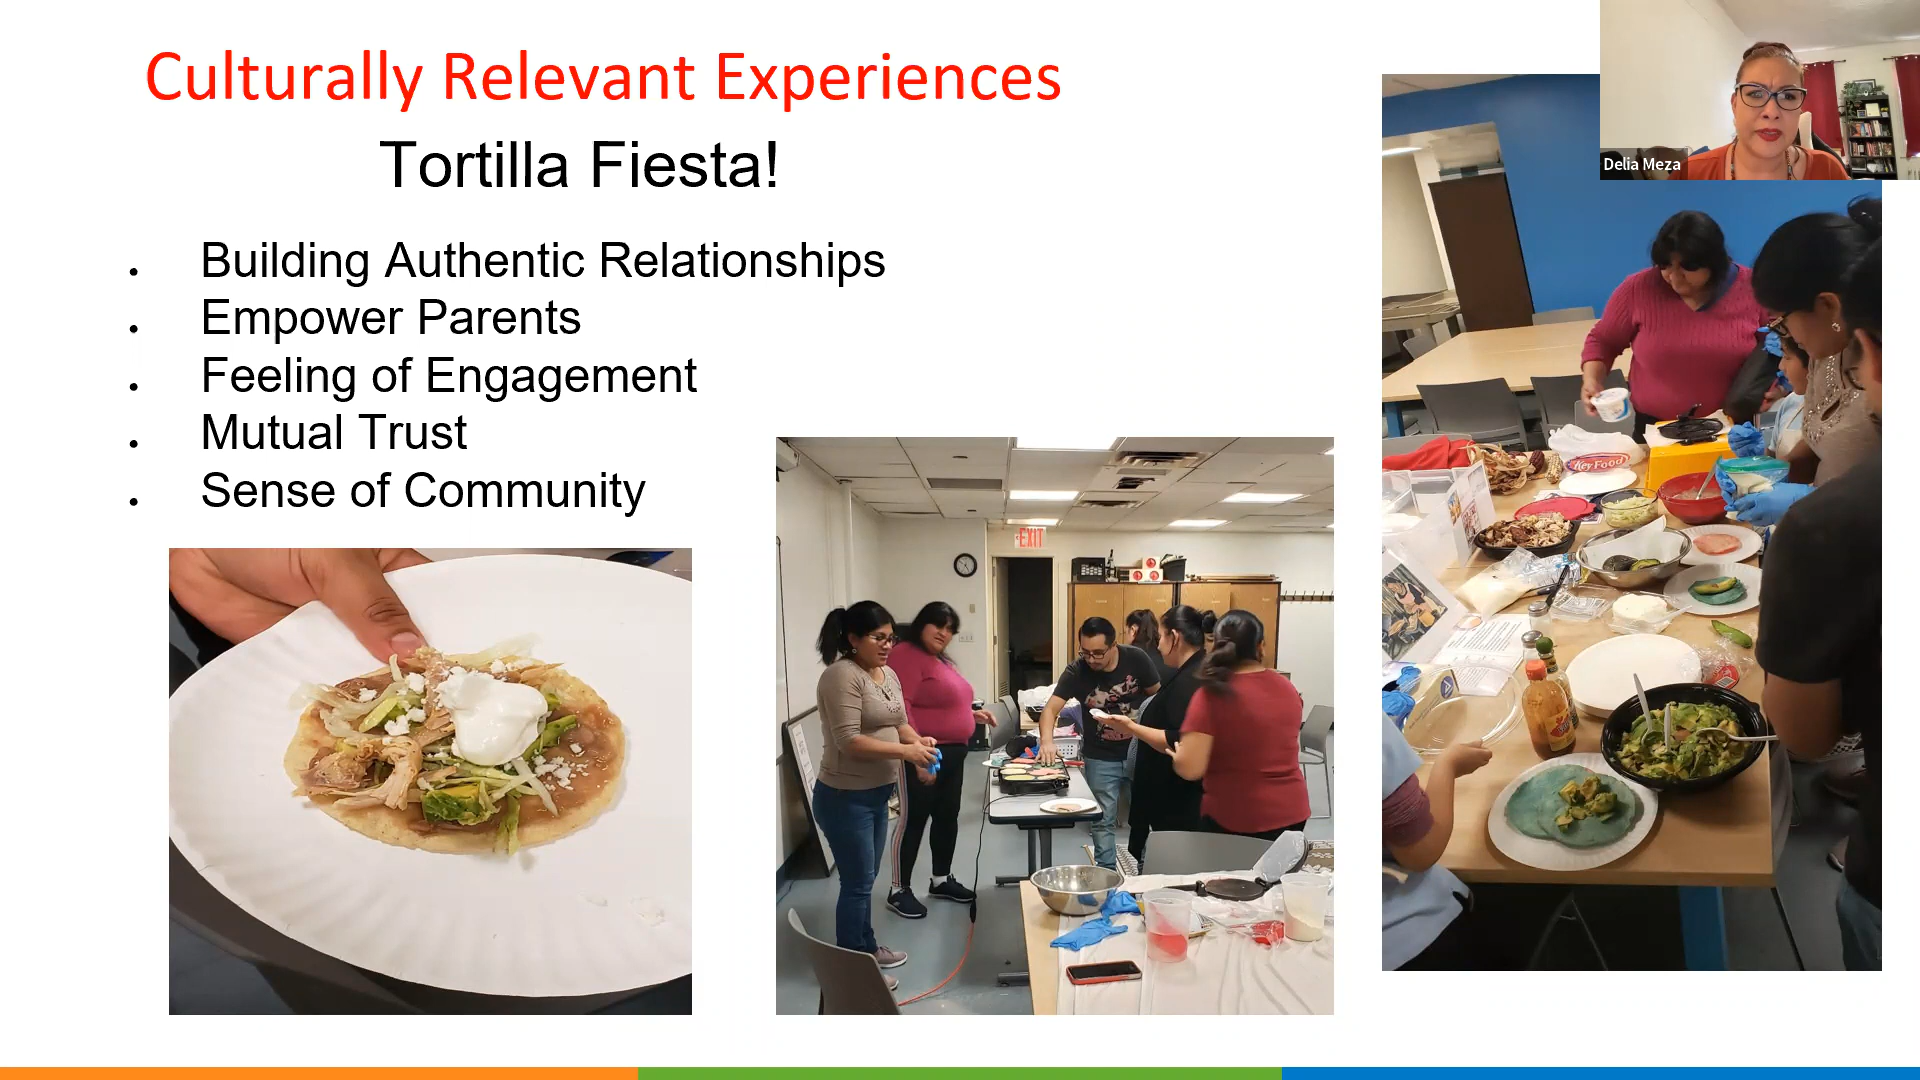 Culturally Relevant Experiences
Tortilla Fiesta!
Building Authentic Relationships
Empower Parents
Feeling of Engagement
Mutual Trust
Sense of Community
Delia Meza
EXIT
Key Food